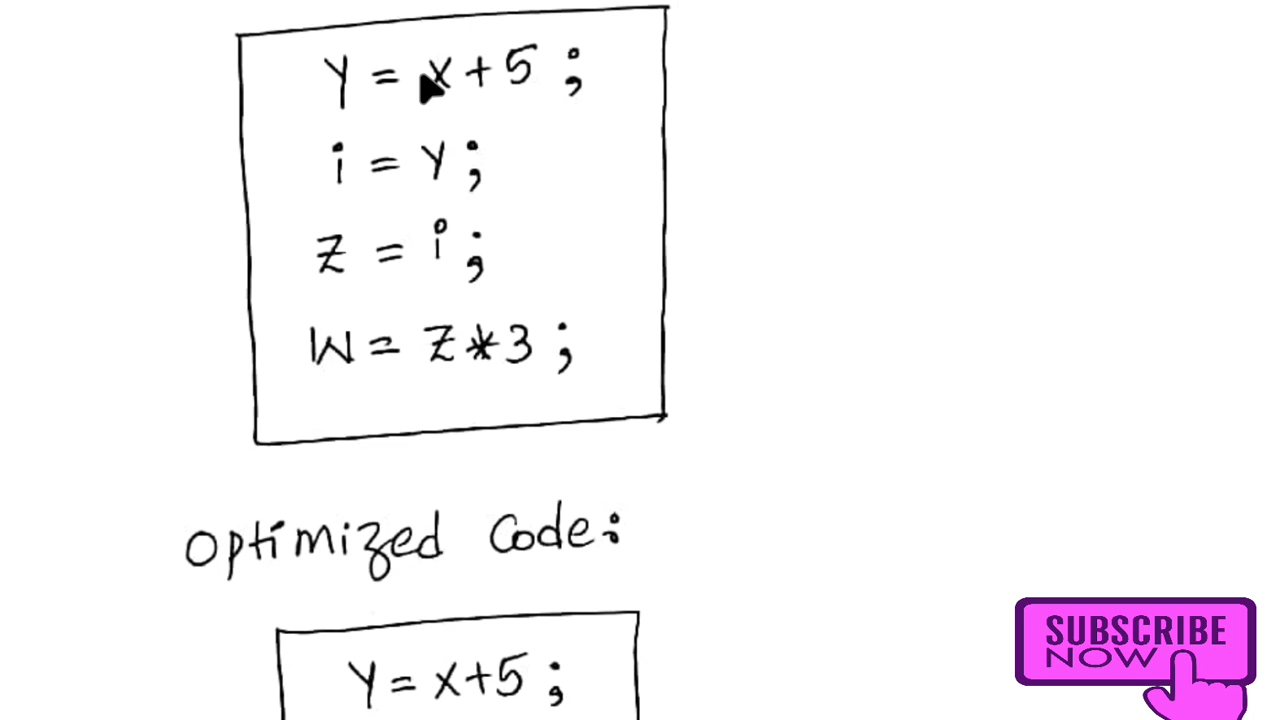 Y = x + 5 ;
i = Y ;
Z = i ;
W = Z * 3 ;
Optimized Code:
Y = x + 5 ;
SUBSCRIBE
NOW